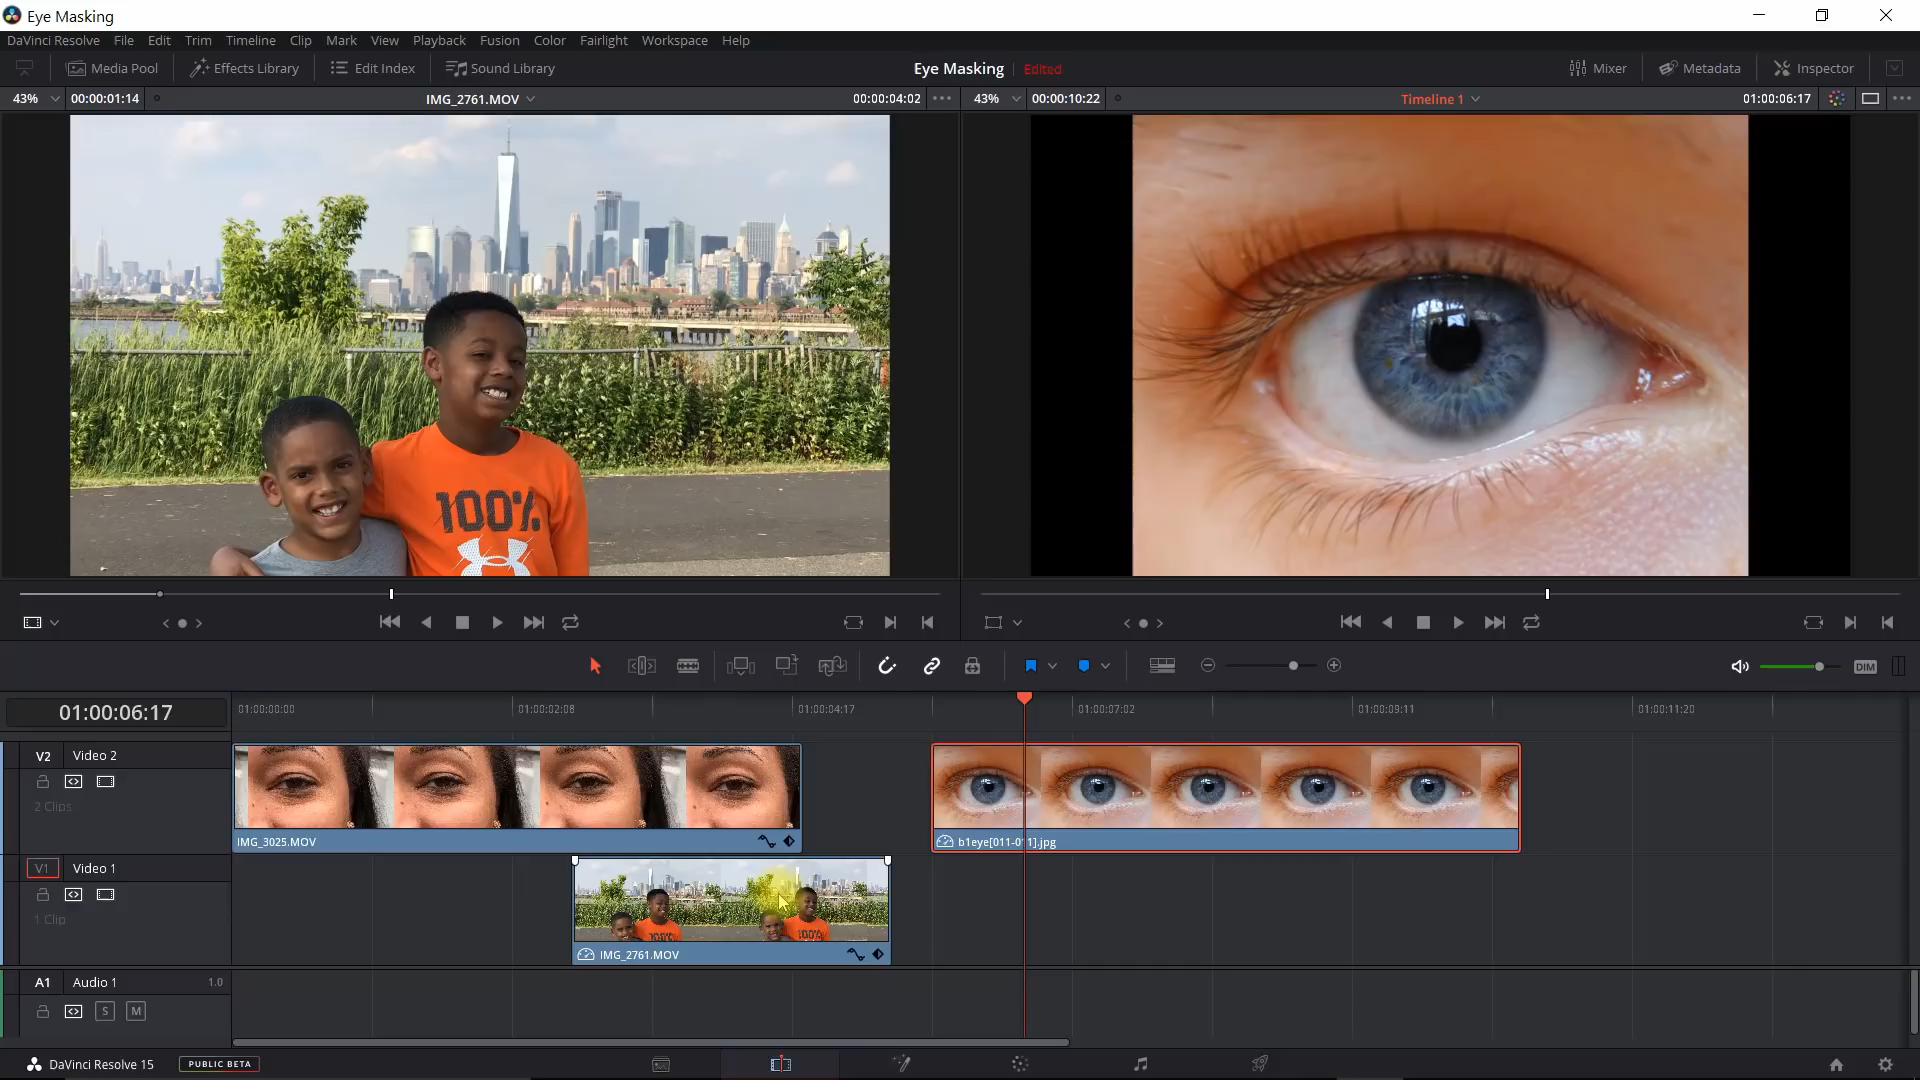 Eye Masking
DaVinci Resolve File Edit Trim Timeline Clip Mark View Playback Fusion Color Fairlight Workspace Help
Media Pool Effects Library Edit Index Sound Library Eye Masking Edited Mixer Metadata Inspector
43% 00:00:01:14 IMG_2761.MOV 00:00:04:02 ••• 43% 00:00:10:22 Timeline 1 01:00:06:17 •••
100%
DIM
01:00:06:17 01:00:00:00 01:00:02:08 01:00:04:17 01:00:07:02 01:00:09:11 01:00:11:20
V2 Video 2
2 Clips
IMG_3025.MOV b1eye[011-011].jpg
V1 Video 1
1 Clip
IMG_2761.MOV
A1 Audio 1 1.0
S M
DaVinci Resolve 15 PUBLIC BETA